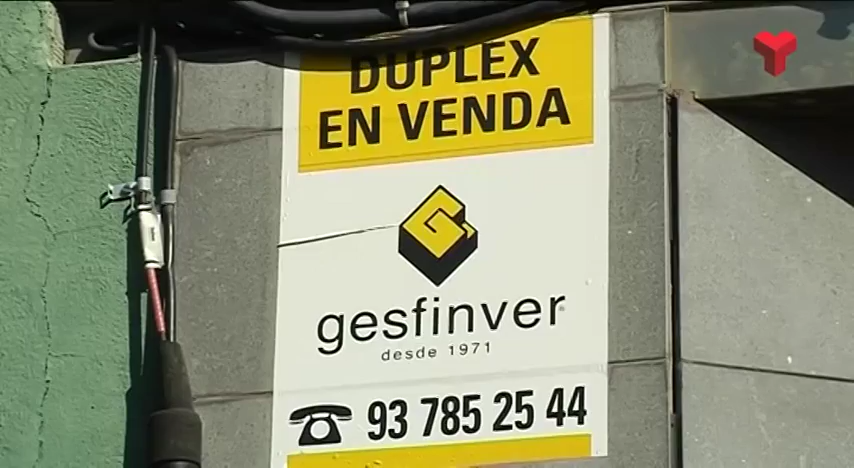 DUPLEX
EN VENDA
gesfinver
desde 1971
93 785 25 44